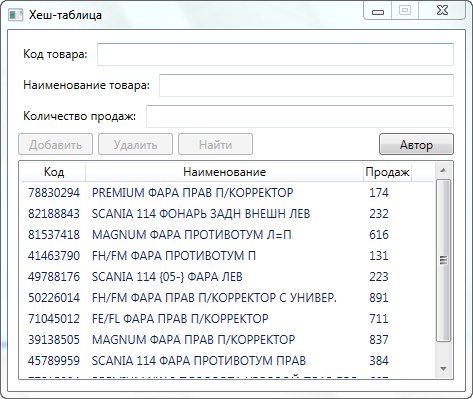 Хеш-таблица
Код товара:
Наименование товара:
Количество продаж:
Добавить Удалить Найти Автор
Код Наименование Продаж
78830294 PREMIUM ФАРА ПРАВ П/КОРРЕКТОР 174
82188843 SCANIA 114 ФОНАРЬ ЗАДН ВНЕШН ЛЕВ 232
81537418 MAGNUM ФАРА ПРОТИВОТУМ Л=П 616
41463790 FH/FM ФАРА ПРОТИВОТУМ П 131
49788176 SCANIA 114 {05-} ФАРА ЛЕВ 223
50226014 FH/FM ФАРА ПРАВ П/КОРРЕКТОР С УНИВЕР. 891
71045012 FE/FL ФАРА ПРАВ П/КОРРЕКТОР 711
39138505 MAGNUM ФАРА ПРАВ П/КОРРЕКТОР 837
45789959 SCANIA 114 ФАРА ПРОТИВОТУМ ПРАВ 384